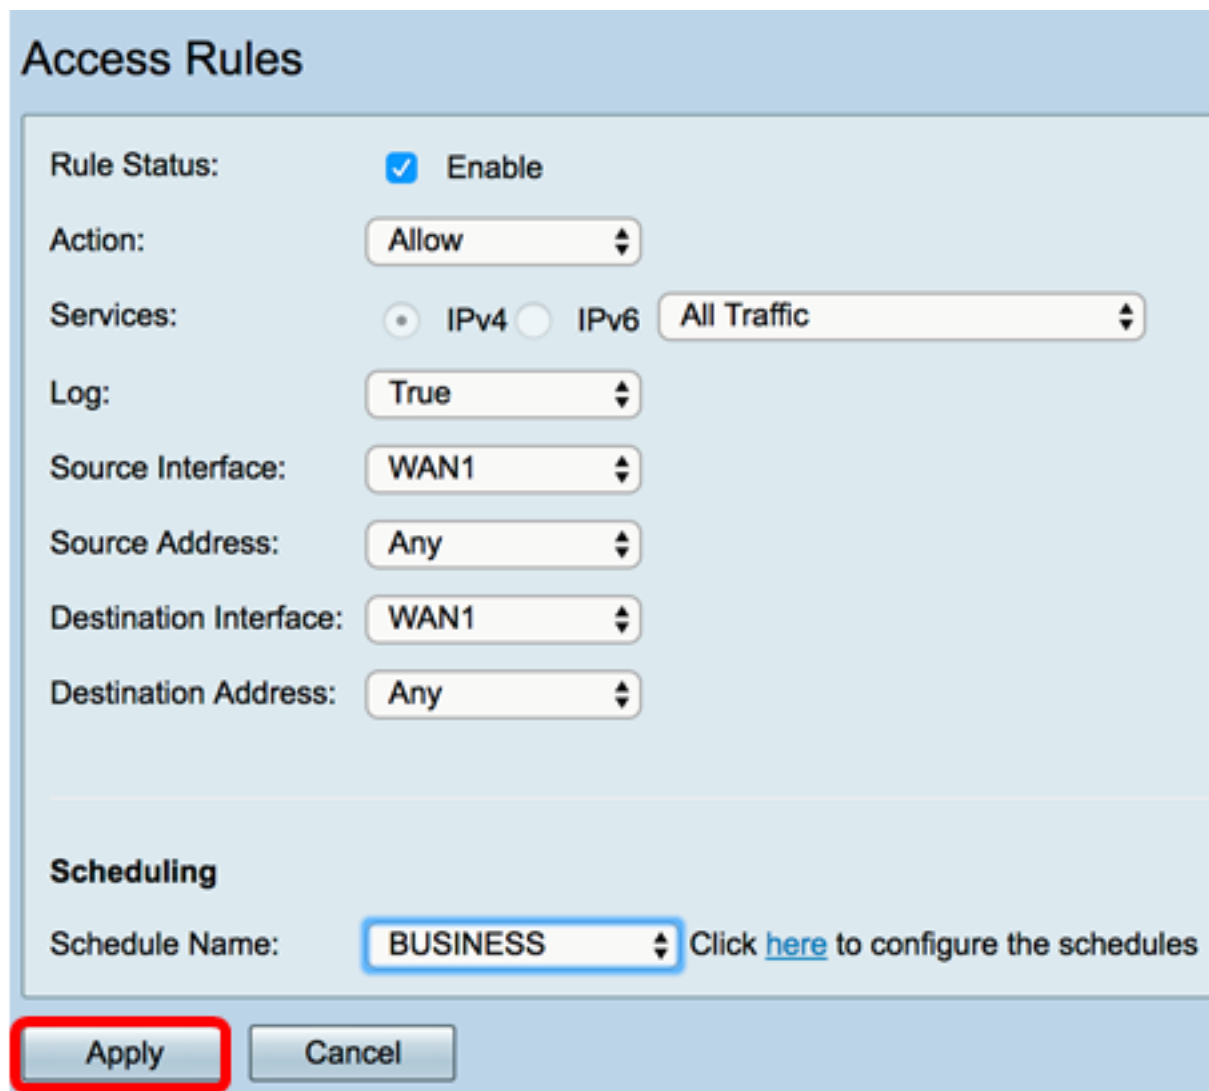 Access Rules
Rule Status: Enable
Action: Allow
Services: IPv4 IPv6 All Traffic
Log: True
Source Interface: WAN1
Source Address: Any
Destination Interface: WAN1
Destination Address: Any
Scheduling
Schedule Name: BUSINESS Click here to configure the schedules
Apply Cancel